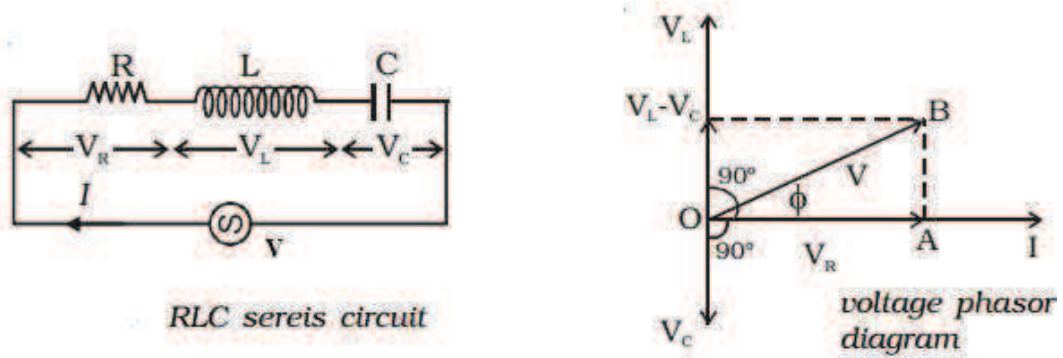 R L C
V_R V_L V_C
I
S
V
RLC sereis circuit
V_L
V_L-V_C
B
90°
V
ϕ
O
90°
A
I
V_R
V_C
voltage phasor
diagram